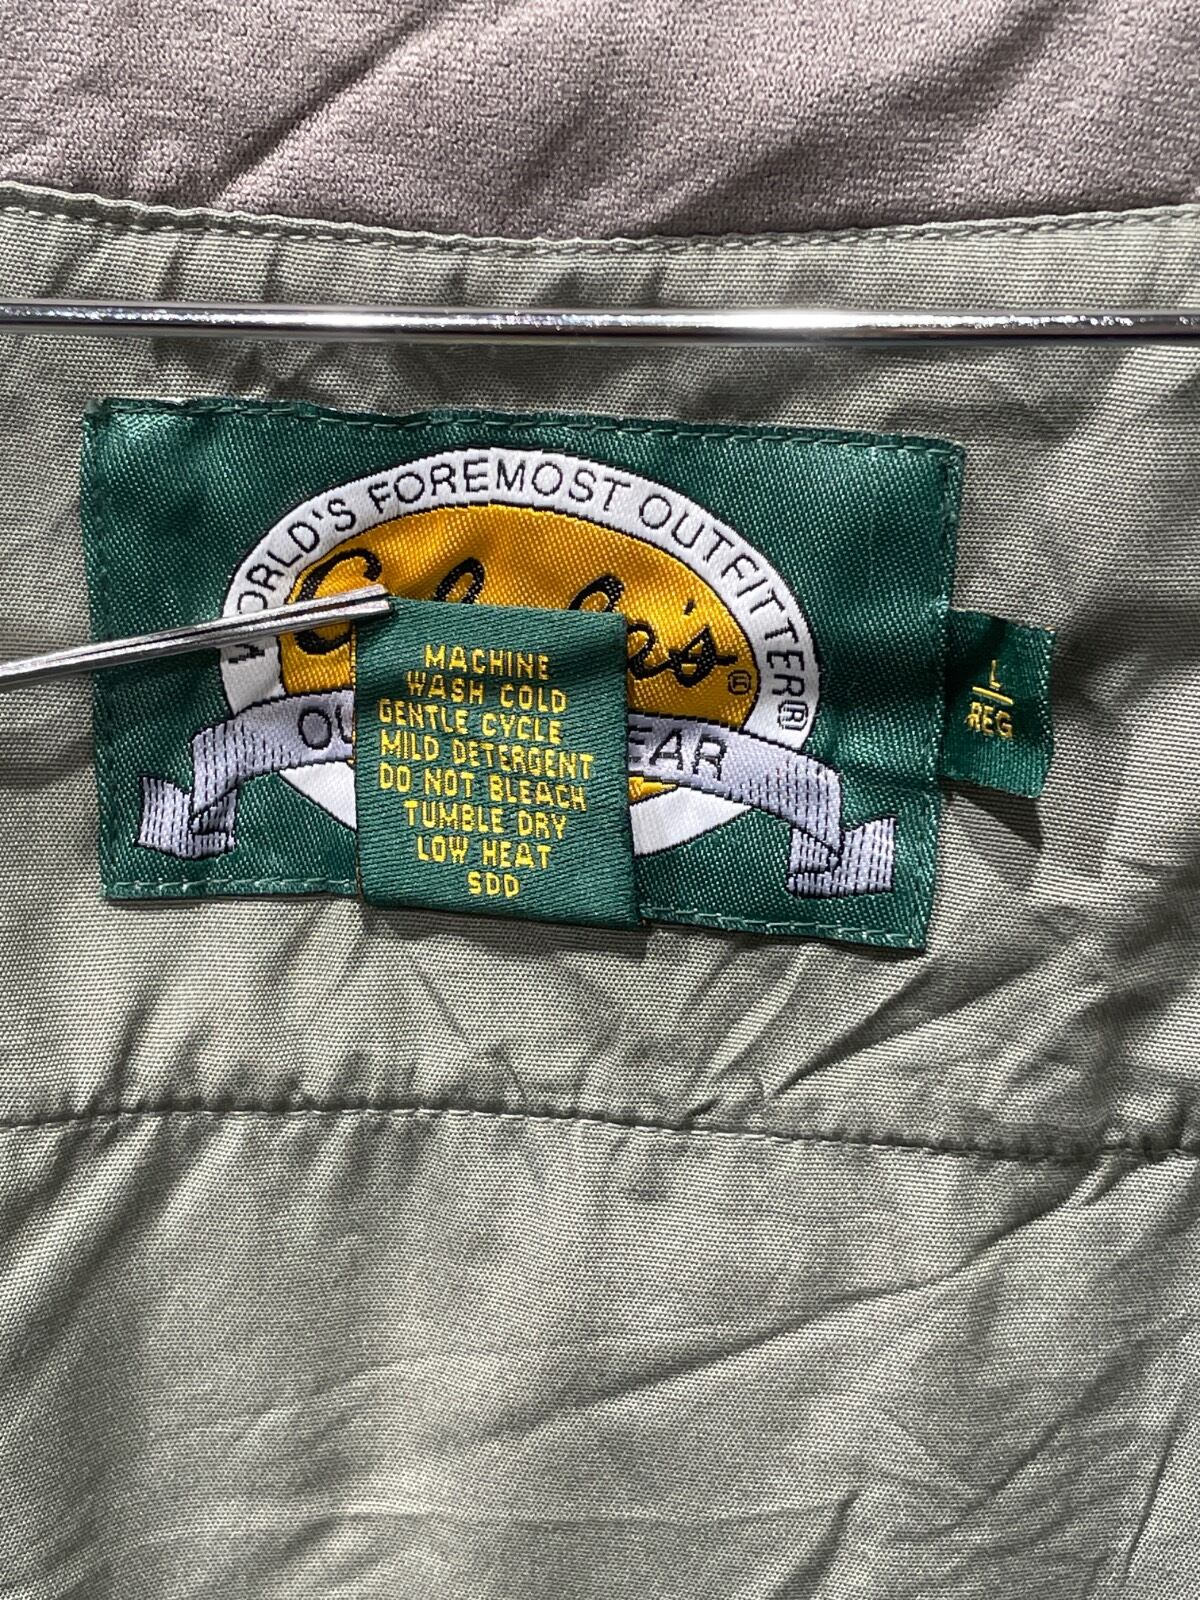 WORLD'S FOREMOST OUTFITTER®
®
MACHINE
WASH COLD
GENTLE CYCLE
MILD DETERGENT
DO NOT BLEACH
TUMBLE DRY
LOW HEAT
SDD
L
REG